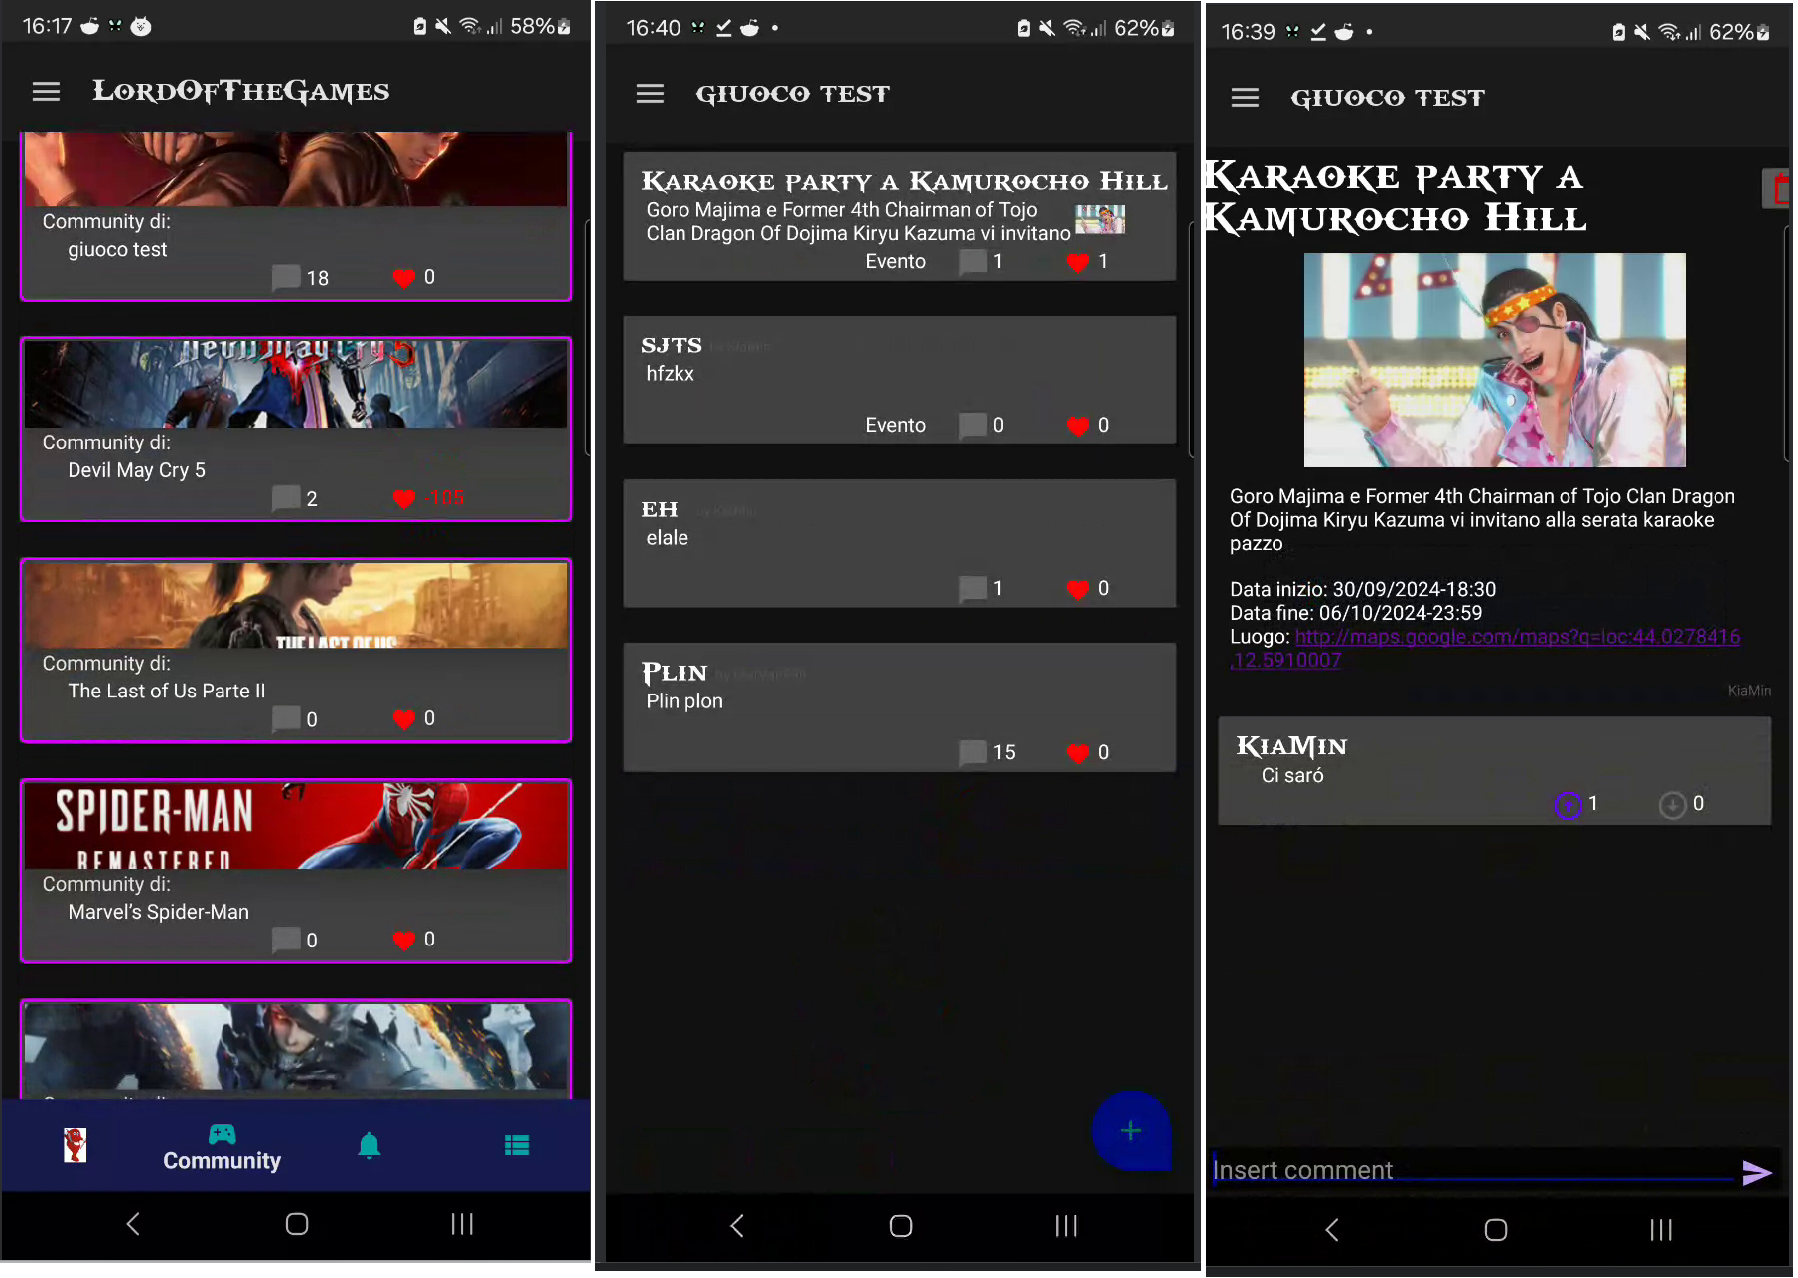 16:17
58%
LordOfTheGames
Community di:
giuoco test
18
0
Devil May Cry 5
Community di:
Devil May Cry 5
2
-105
THE LAST OF US
Community di:
The Last of Us Parte II
0
0
SPIDER-MAN
REMASTERED
Community di:
Marvel's Spider-Man
0
0
Community
16:40
62%
giuoco test
Karaoke party a Kamurocho Hill
Goro Majima e Former 4th Chairman of Tojo
Clan Dragon Of Dojima Kiryu Kazuma vi invitano
Evento
1
1
sjts
by KiaMin
hfzkx
Evento
0
0
eh
by KiaMin
elale
1
0
Plin
Plin plon
15
0
16:39
62%
giuoco test
Karaoke party a
Kamurocho Hill
Goro Majima e Former 4th Chairman of Tojo Clan Dragon
Of Dojima Kiryu Kazuma vi invitano alla serata karaoke
pazzo
Data inizio: 30/09/2024-18:30
Data fine: 06/10/2024-23:59
Luogo: http://maps.google.com/maps?q=loc:44.0278416
,12.5910007
KiaMin
KiaMin
Ci saró
1
0
Insert comment